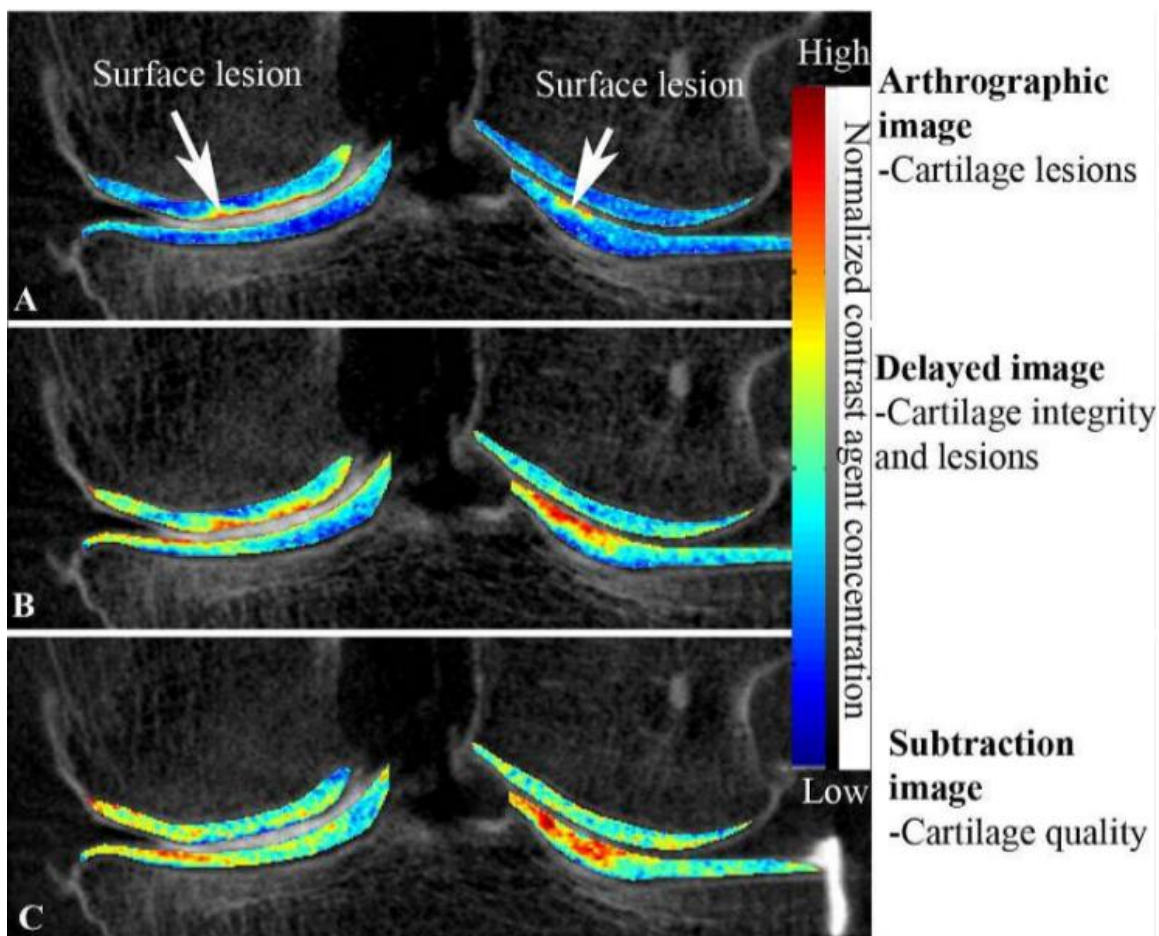 Surface lesion
Surface lesion
High
Normalized contrast agent concentration
Low
A
Arthrographic
image
-Cartilage lesions
B
Delayed image
-Cartilage integrity
and lesions
C
Subtraction
image
-Cartilage quality